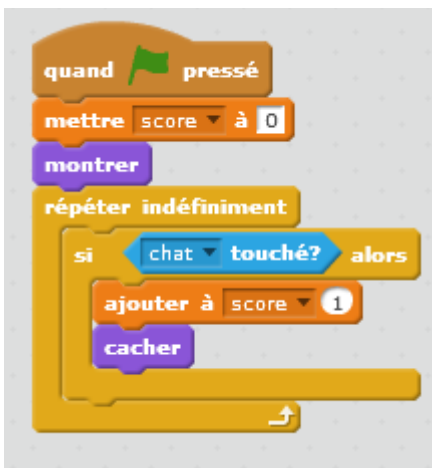 quand pressé
mettre score à 0
montrer
répéter indéfiniment
si chat touché? alors
ajouter à score 1
cacher